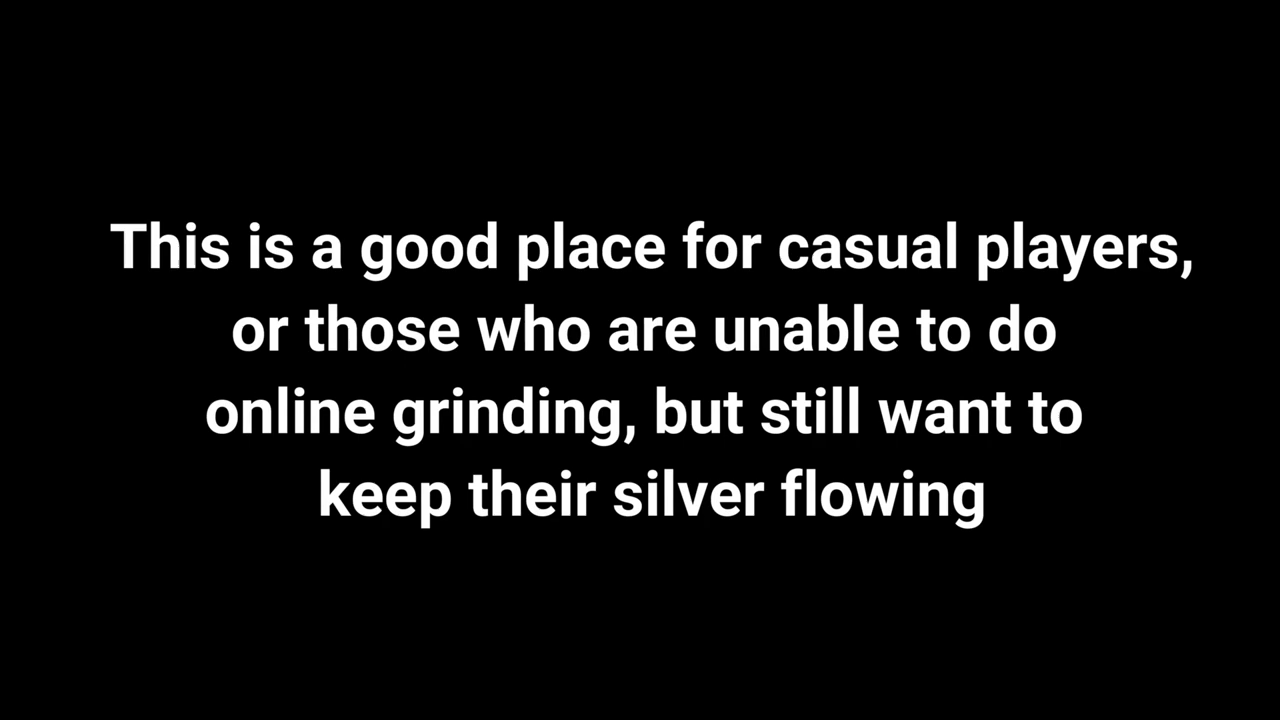 This is a good place for casual players,
or those who are unable to do
online grinding, but still want to
keep their silver flowing